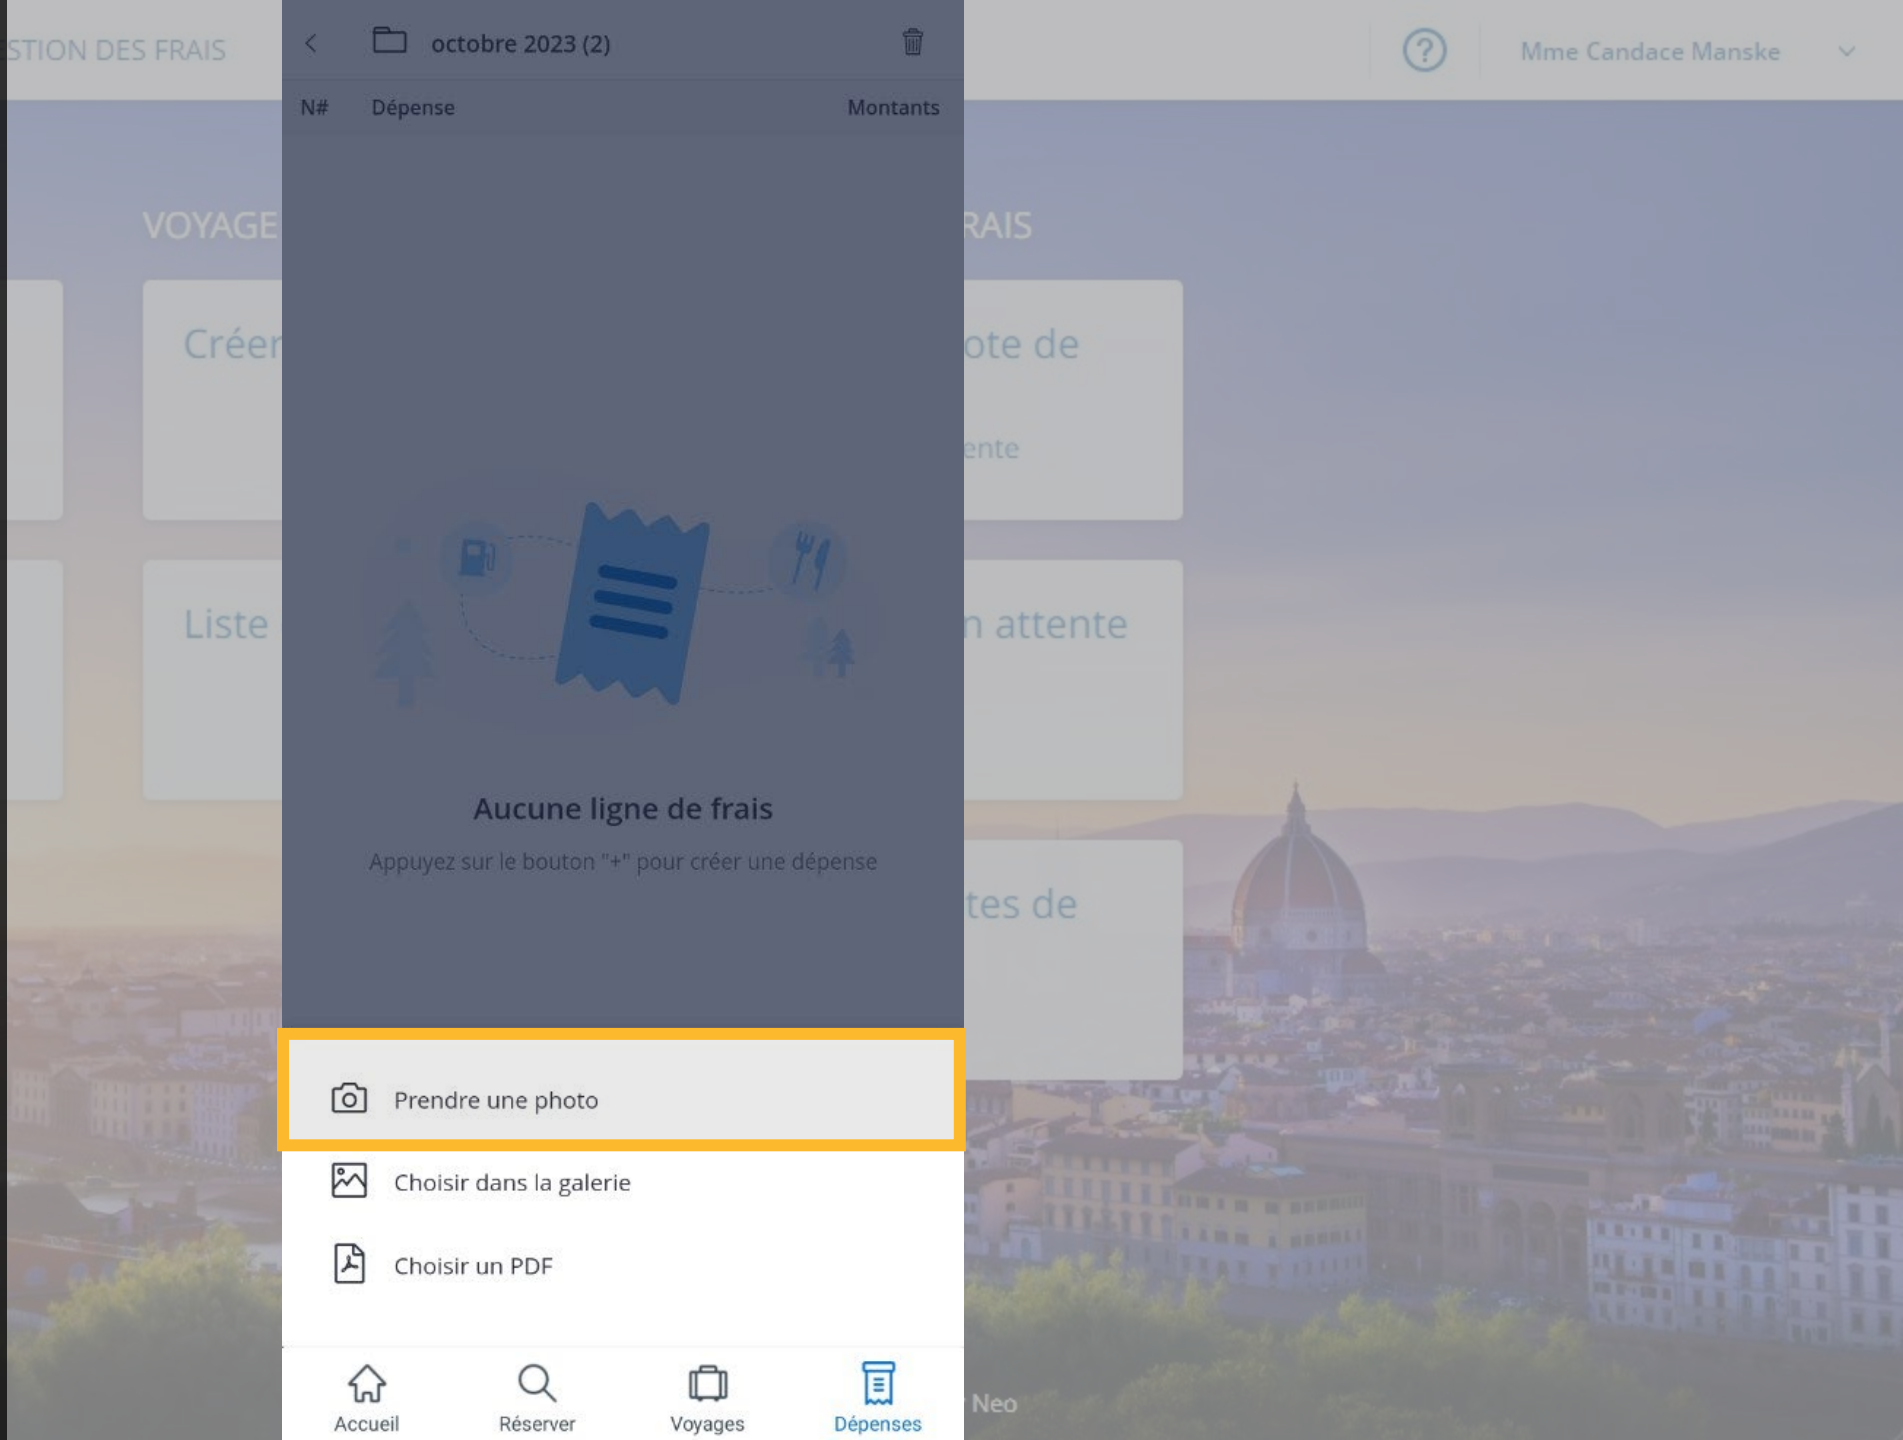 STION DES FRAIS
octobre 2023 (2)
Mme Candace Manske
N#
Dépense
Montants
VOYAGE
RAIS
Créer
ote de
ente
Liste
n attente
Aucune ligne de frais
Appuyez sur le bouton "+" pour créer une dépense
tes de
Prendre une photo
Choisir dans la galerie
Choisir un PDF
Neo
Accueil
Réserver
Voyages
Dépenses